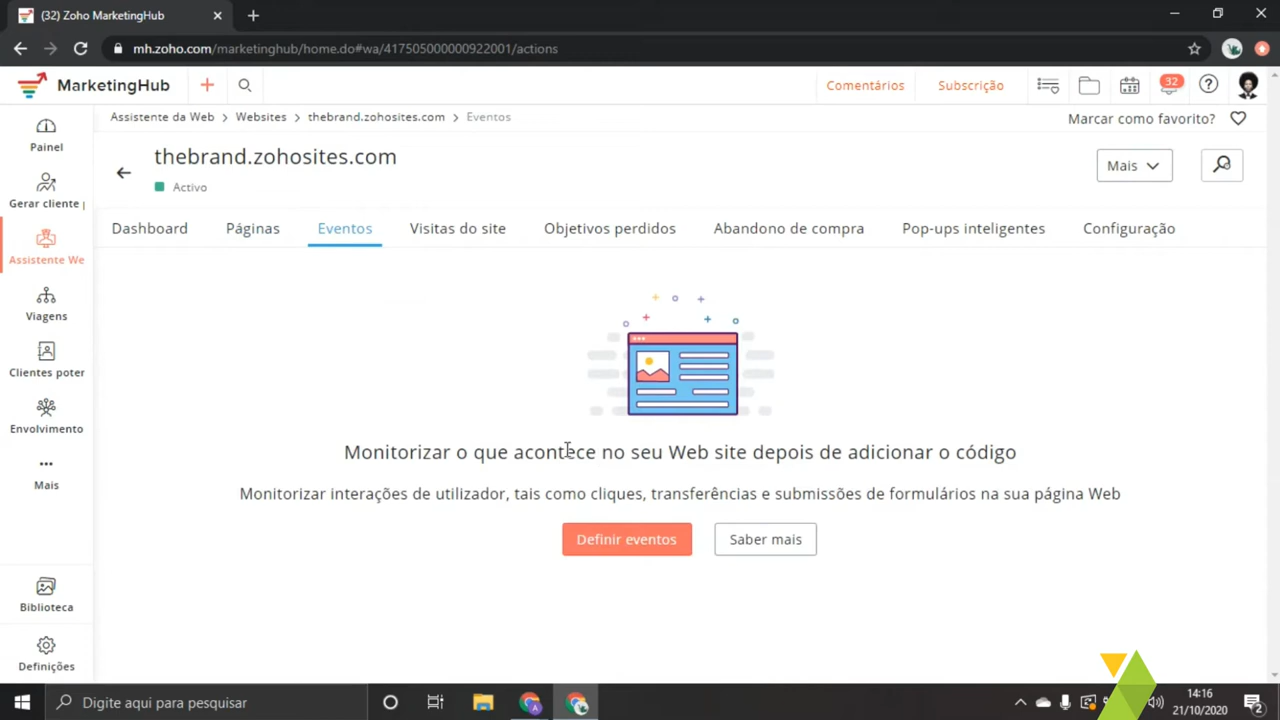 (32) Zoho MarketingHub
mh.zoho.com/marketinghub/home.do#wa/417505000000922001/actions
MarketingHub
Comentários
Subscrição
32
Painel
Gerar cliente
Assistente We
Viagens
Clientes poter
Envolvimento
Mais
Biblioteca
Definições
Assistente da Web > Websites > thebrand.zohosites.com > Eventos
Marcar como favorito?
thebrand.zohosites.com
Activo
Mais
Dashboard Páginas Eventos Visitas do site Objetivos perdidos Abandono de compra Pop-ups inteligentes Configuração
Monitorizar o que acontece no seu Web site depois de adicionar o código
Monitorizar interações de utilizador, tais como cliques, transferências e submissões de formulários na sua página Web
Definir eventos
Saber mais
Digite aqui para pesquisar
A
14:16
21/10/2020
2